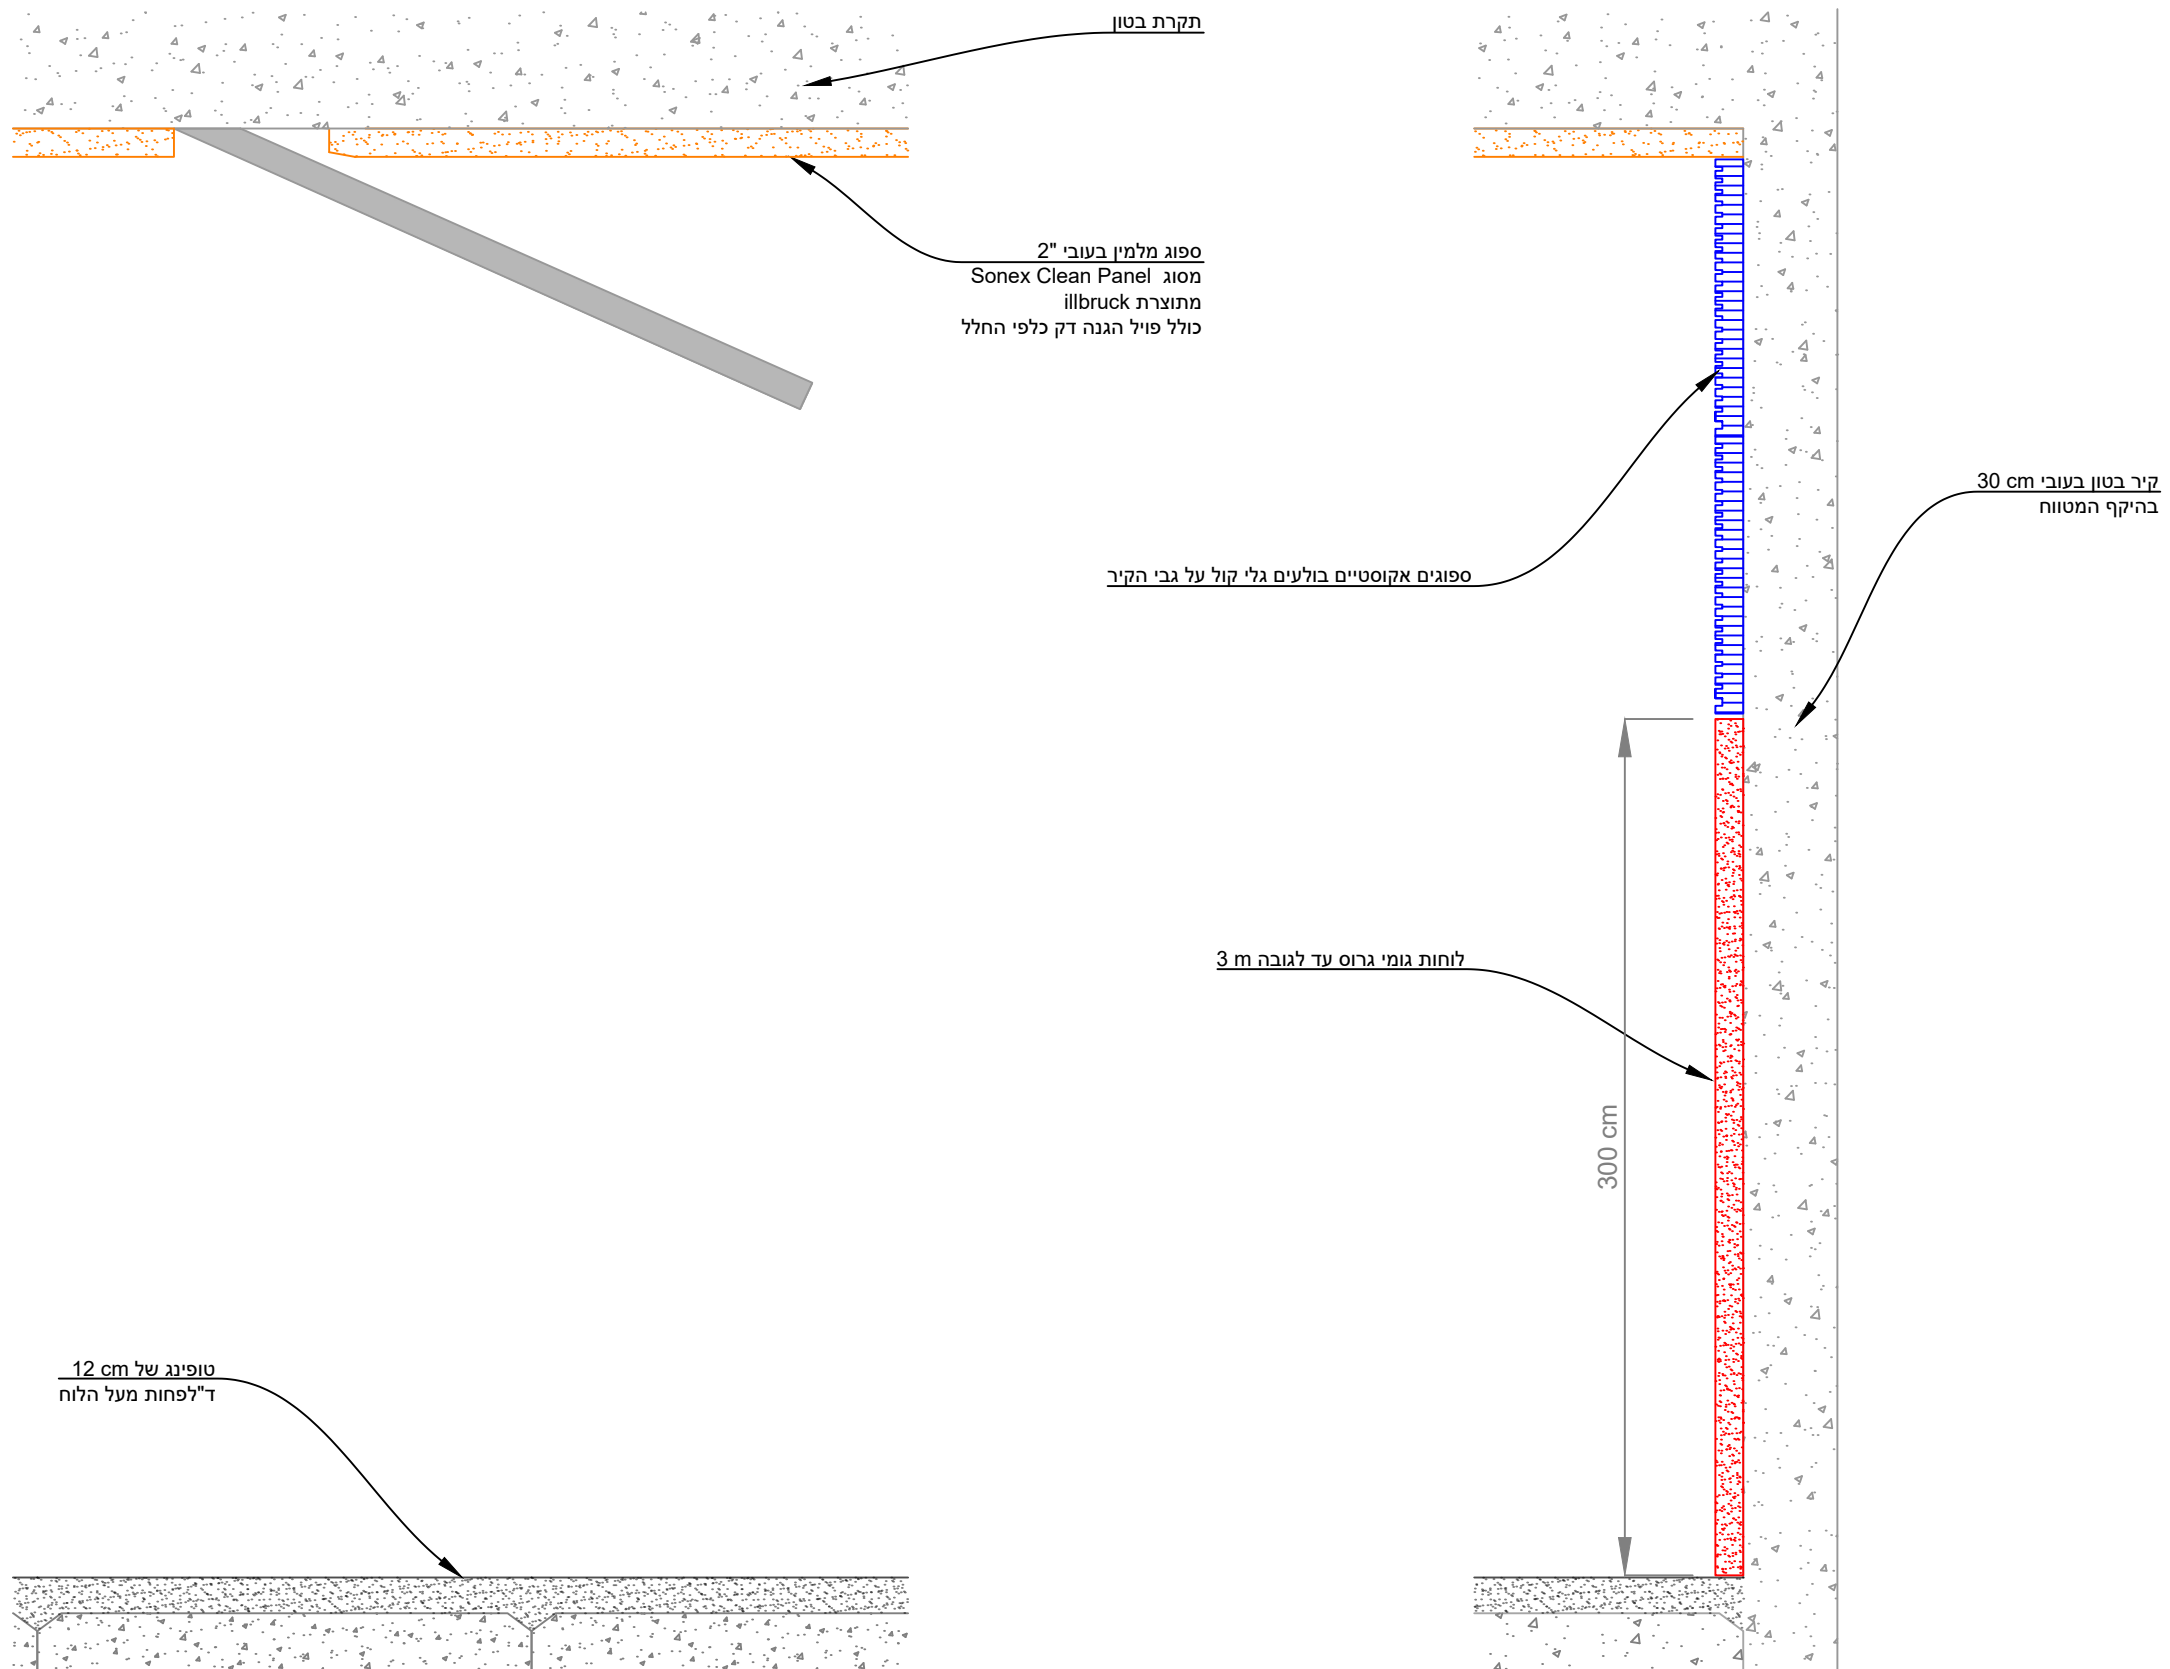 תקרת בטון
ספוג מלמין בעובי "2
מסוג Sonex Clean Panel
מתוצרת illbruck
כולל פויל הגנה דק כלפי החלל
קיר בטון בעובי 30 cm
בהיקף המטווח
ספוגים אקוסטיים בולעים גלי קול על גבי הקיר
לוחות גומי גרוס עד לגובה 3 m
300 cm
טופינג של 12 cm
ד"לפחות מעל הלוח